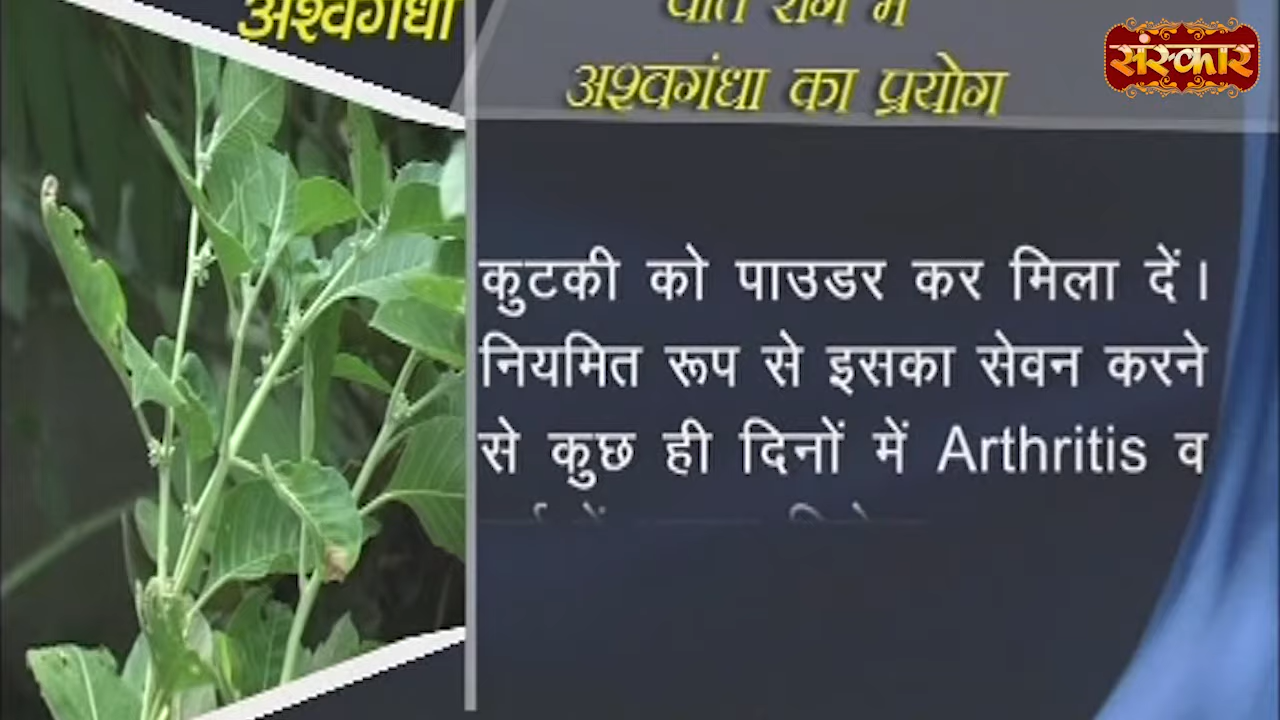 अश्वगंधा
वात रोग में
अश्वगंधा का प्रयोग
संस्कार
कुटकी को पाउडर कर मिला दें।
नियमित रूप से इसका सेवन करने
से कुछ ही दिनों में Arthritis व